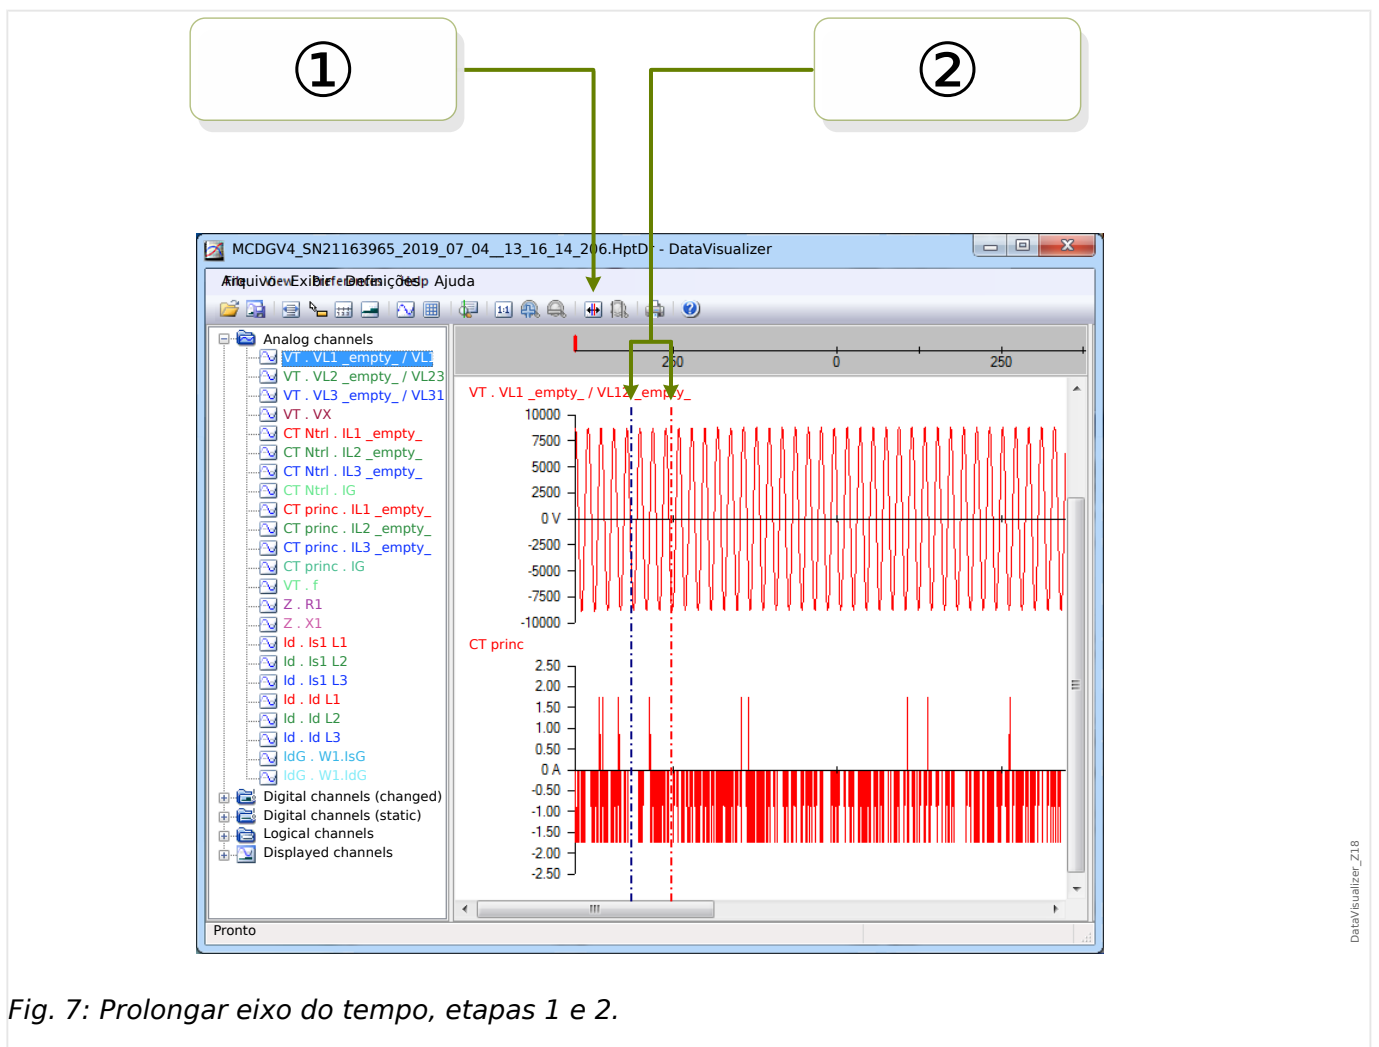 ① ②
MCDGV4_SN21163965_2019_07_04__13_16_14_206.HptDr - DataVisualizer
Arquivo Exibir Definições Ajuda
1:1
Analog channels
VT . VL1 _empty_ / VL1
VT . VL2 _empty_ / VL23
VT . VL3 _empty_ / VL31
VT . VX
CT Ntrl . IL1 _empty_
CT Ntrl . IL2 _empty_
CT Ntrl . IL3 _empty_
CT Ntrl . IG
CT princ . IL1 _empty_
CT princ . IL2 _empty_
CT princ . IL3 _empty_
CT princ . IG
VT . f
Z . R1
Z . X1
Id . Is1 L1
Id . Is1 L2
Id . Is1 L3
Id . Id L1
Id . Id L2
Id . Id L3
IdG . W1.IsG
IdG . W1.IdG
Digital channels (changed)
Digital channels (static)
Logical channels
Displayed channels
250 0 250
VT . VL1 _empty_ / VL12 _empty_
10000
7500
5000
2500
0 V
-2500
-5000
-7500
-10000
CT princ
2.50
2.00
1.50
1.00
0.50
0 A
-0.50
-1.00
-1.50
-2.00
-2.50
Pronto
DataVisualizer_Z18
Fig. 7: Prolongar eixo do tempo, etapas 1 e 2.